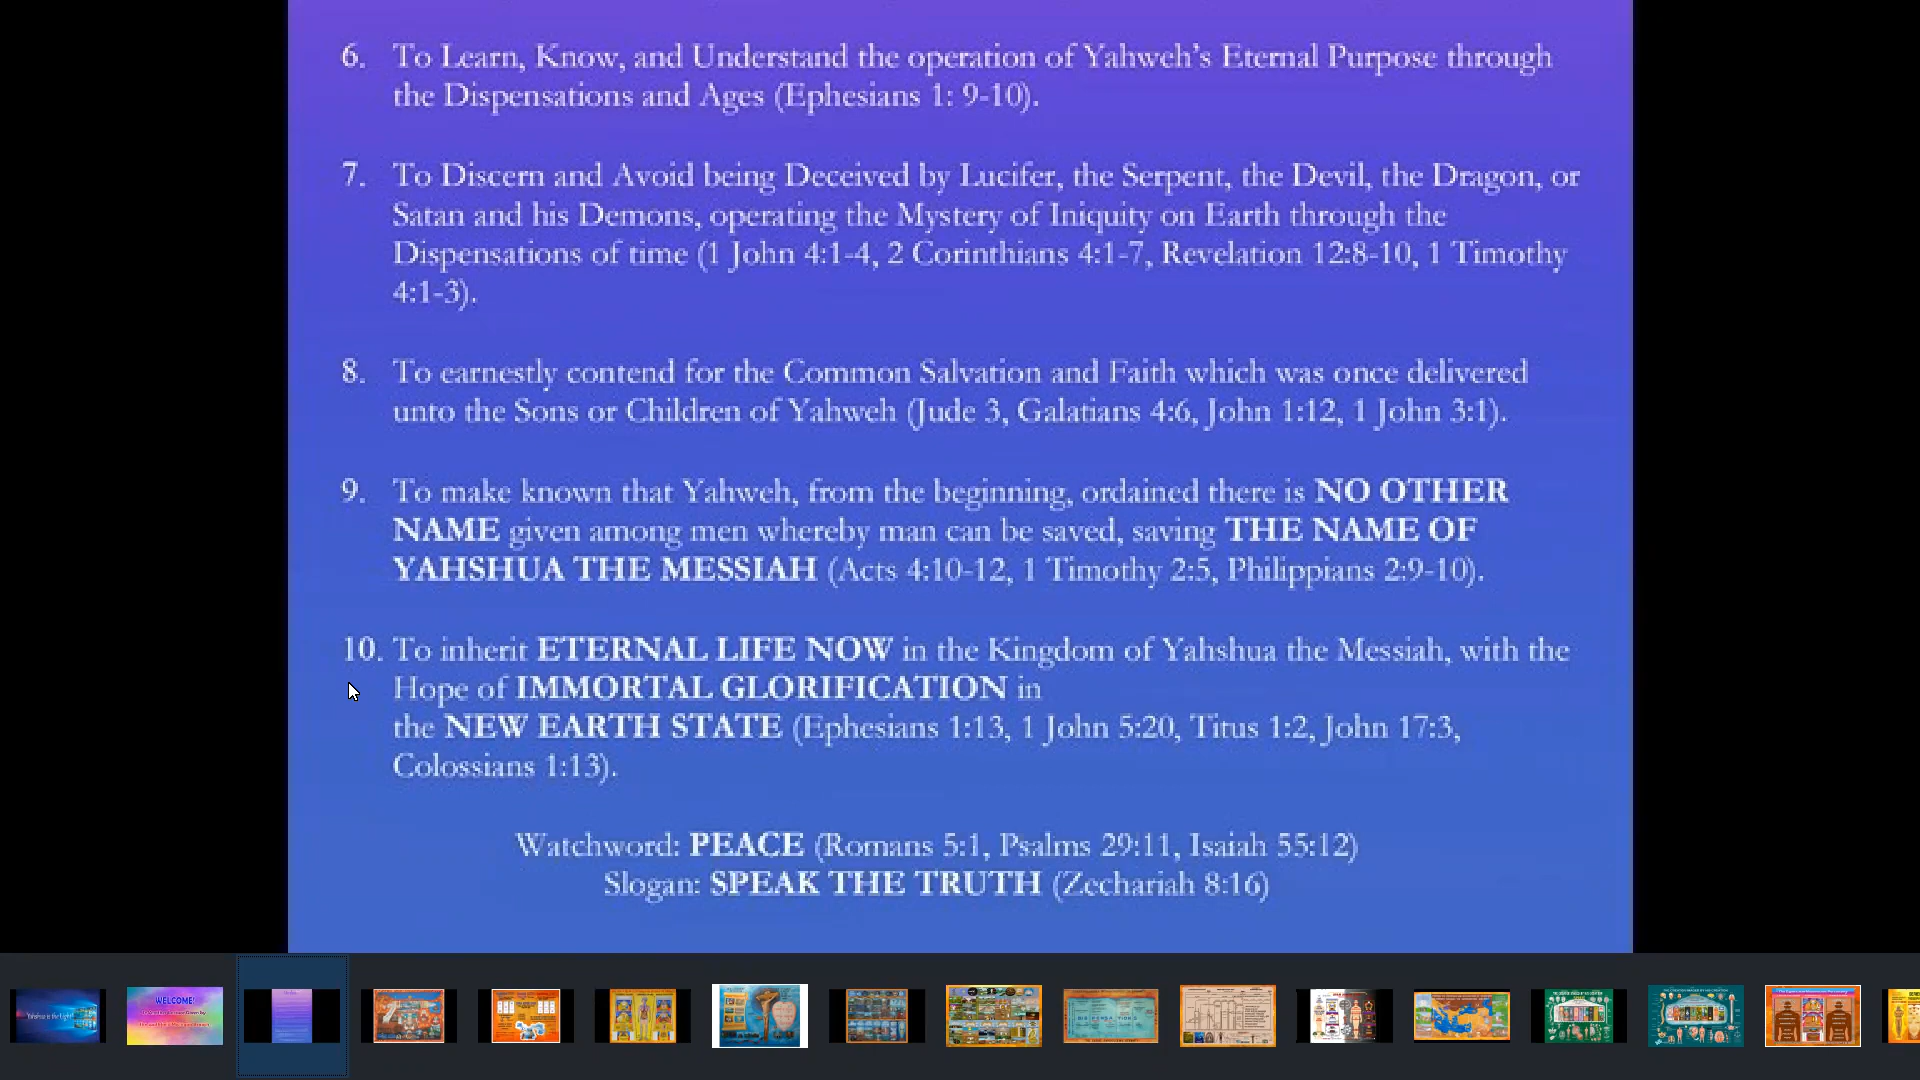 6. To Learn, Know, and Understand the operation of Yahweh's Eternal Purpose through
the Dispensations and Ages (Ephesians 1: 9-10).
7. To Discern and Avoid being Deceived by Lucifer, the Serpent, the Devil, the Dragon, or
Satan and his Demons, operating the Mystery of Iniquity on Earth through the
Dispensations of time (1 John 4:1-4, 2 Corinthians 4:1-7, Revelation 12:8-10, 1 Timothy
4:1-3).
8. To earnestly contend for the Common Salvation and Faith which was once delivered
unto the Sons or Children of Yahweh (Jude 3, Galatians 4:6, John 1:12, 1 John 3:1).
9. To make known that Yahweh, from the beginning, ordained there is NO OTHER
NAME given among men whereby man can be saved, saving THE NAME OF
YAHSHUA THE MESSIAH (Acts 4:10-12, 1 Timothy 2:5, Philippians 2:9-10).
10. To inherit ETERNAL LIFE NOW in the Kingdom of Yahshua the Messiah, with the
Hope of IMMORTAL GLORIFICATION in
the NEW EARTH STATE (Ephesians 1:13, 1 John 5:20, Titus 1:2, John 17:3,
Colossians 1:13).
Watchword: PEACE (Romans 5:1, Psalms 29:11, Isaiah 55:12)
Slogan: SPEAK THE TRUTH (Zechariah 8:16)
Yahshua is the Light
WELCOME!
DISPENSATIONS